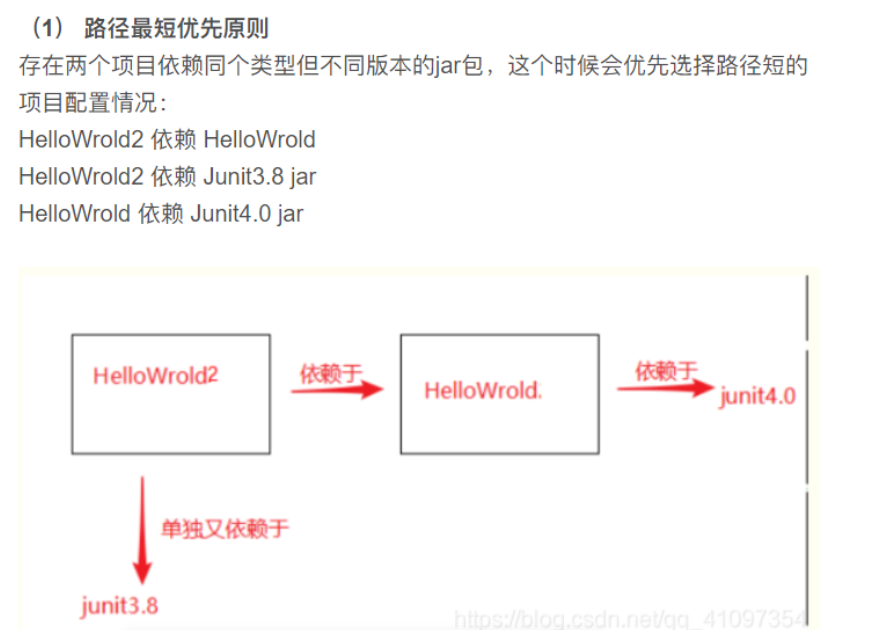 （1） 路径最短优先原则
存在两个项目依赖同个类型但不同版本的jar包，这个时候会优先选择路径短的
项目配置情况：
HelloWrold2 依赖 HelloWrold
HelloWrold2 依赖 Junit3.8 jar
HelloWrold 依赖 Junit4.0 jar
HelloWrold2
依赖于
HelloWrold.
依赖于
junit4.0
单独又依赖于
junit3.8
https://blog.csdn.net/qq_41097354